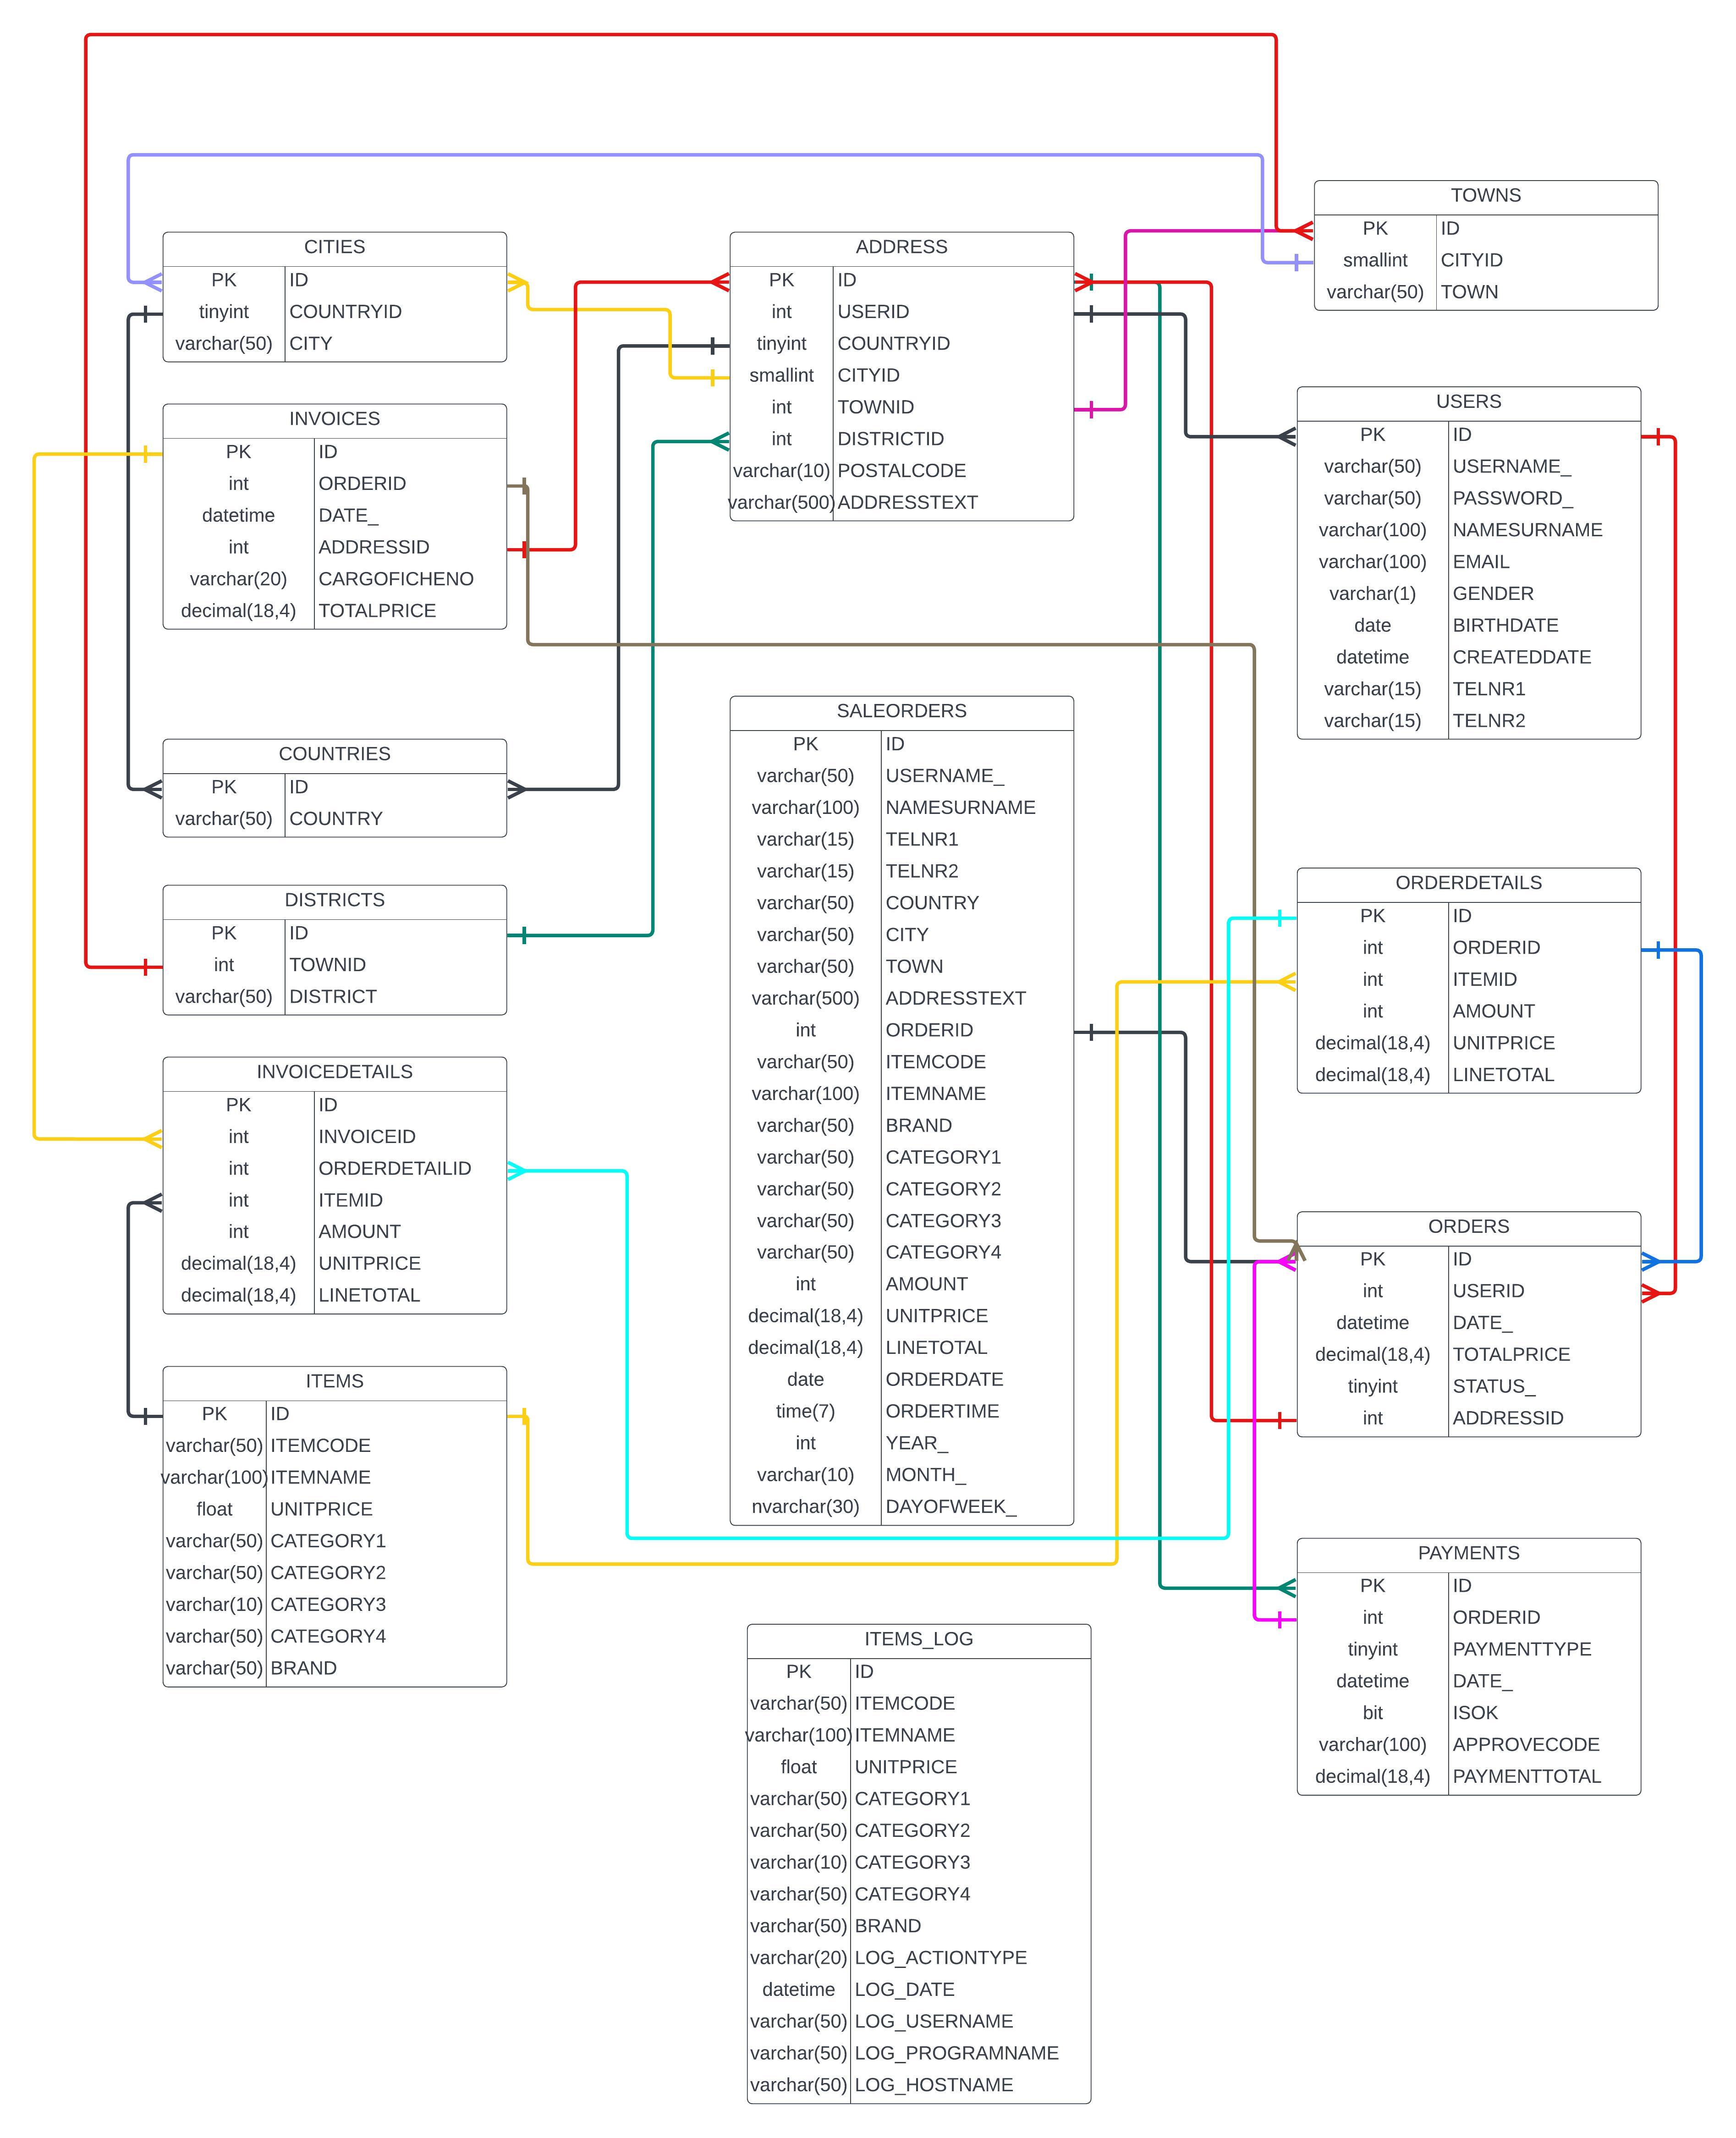 TOWNS
PK ID
smallint CITYID
varchar(50) TOWN
CITIES
PK ID
tinyint COUNTRYID
varchar(50) CITY
ADDRESS
PK ID
int USERID
tinyint COUNTRYID
smallint CITYID
int TOWNID
int DISTRICTID
varchar(10) POSTALCODE
varchar(500) ADDRESSTEXT
USERS
PK ID
varchar(50) USERNAME_
varchar(50) PASSWORD_
varchar(100) NAMESURNAME
varchar(100) EMAIL
varchar(1) GENDER
date BIRTHDATE
datetime CREATEDDATE
varchar(15) TELNR1
varchar(15) TELNR2
INVOICES
PK ID
int ORDERID
datetime DATE_
int ADDRESSID
varchar(20) CARGOFICHENO
decimal(18,4) TOTALPRICE
COUNTRIES
PK ID
varchar(50) COUNTRY
SALEORDERS
PK ID
varchar(50) USERNAME_
varchar(100) NAMESURNAME
varchar(15) TELNR1
varchar(15) TELNR2
varchar(50) COUNTRY
varchar(50) CITY
varchar(50) TOWN
varchar(500) ADDRESSTEXT
int ORDERID
varchar(50) ITEMCODE
varchar(100) ITEMNAME
varchar(50) BRAND
varchar(50) CATEGORY1
varchar(50) CATEGORY2
varchar(50) CATEGORY3
varchar(50) CATEGORY4
int AMOUNT
decimal(18,4) UNITPRICE
decimal(18,4) LINETOTAL
date ORDERDATE
time(7) ORDERTIME
int YEAR_
varchar(10) MONTH_
nvarchar(30) DAYOFWEEK_
DISTRICTS
PK ID
int TOWNID
varchar(50) DISTRICT
ORDERDETAILS
PK ID
int ORDERID
int ITEMID
int AMOUNT
decimal(18,4) UNITPRICE
decimal(18,4) LINETOTAL
INVOICEDETAILS
PK ID
int INVOICEID
int ORDERDETAILID
int ITEMID
int AMOUNT
decimal(18,4) UNITPRICE
decimal(18,4) LINETOTAL
ORDERS
PK ID
int USERID
datetime DATE_
decimal(18,4) TOTALPRICE
tinyint STATUS_
int ADDRESSID
ITEMS
PK ID
varchar(50) ITEMCODE
varchar(100) ITEMNAME
float UNITPRICE
varchar(50) CATEGORY1
varchar(50) CATEGORY2
varchar(10) CATEGORY3
varchar(50) CATEGORY4
varchar(50) BRAND
PAYMENTS
PK ID
int ORDERID
tinyint PAYMENTTYPE
datetime DATE_
bit ISOK
varchar(100) APPROVECODE
decimal(18,4) PAYMENTTOTAL
ITEMS_LOG
PK ID
varchar(50) ITEMCODE
varchar(100) ITEMNAME
float UNITPRICE
varchar(50) CATEGORY1
varchar(50) CATEGORY2
varchar(10) CATEGORY3
varchar(50) CATEGORY4
varchar(50) BRAND
varchar(20) LOG_ACTIONTYPE
datetime LOG_DATE
varchar(50) LOG_USERNAME
varchar(50) LOG_PROGRAMNAME
varchar(50) LOG_HOSTNAME